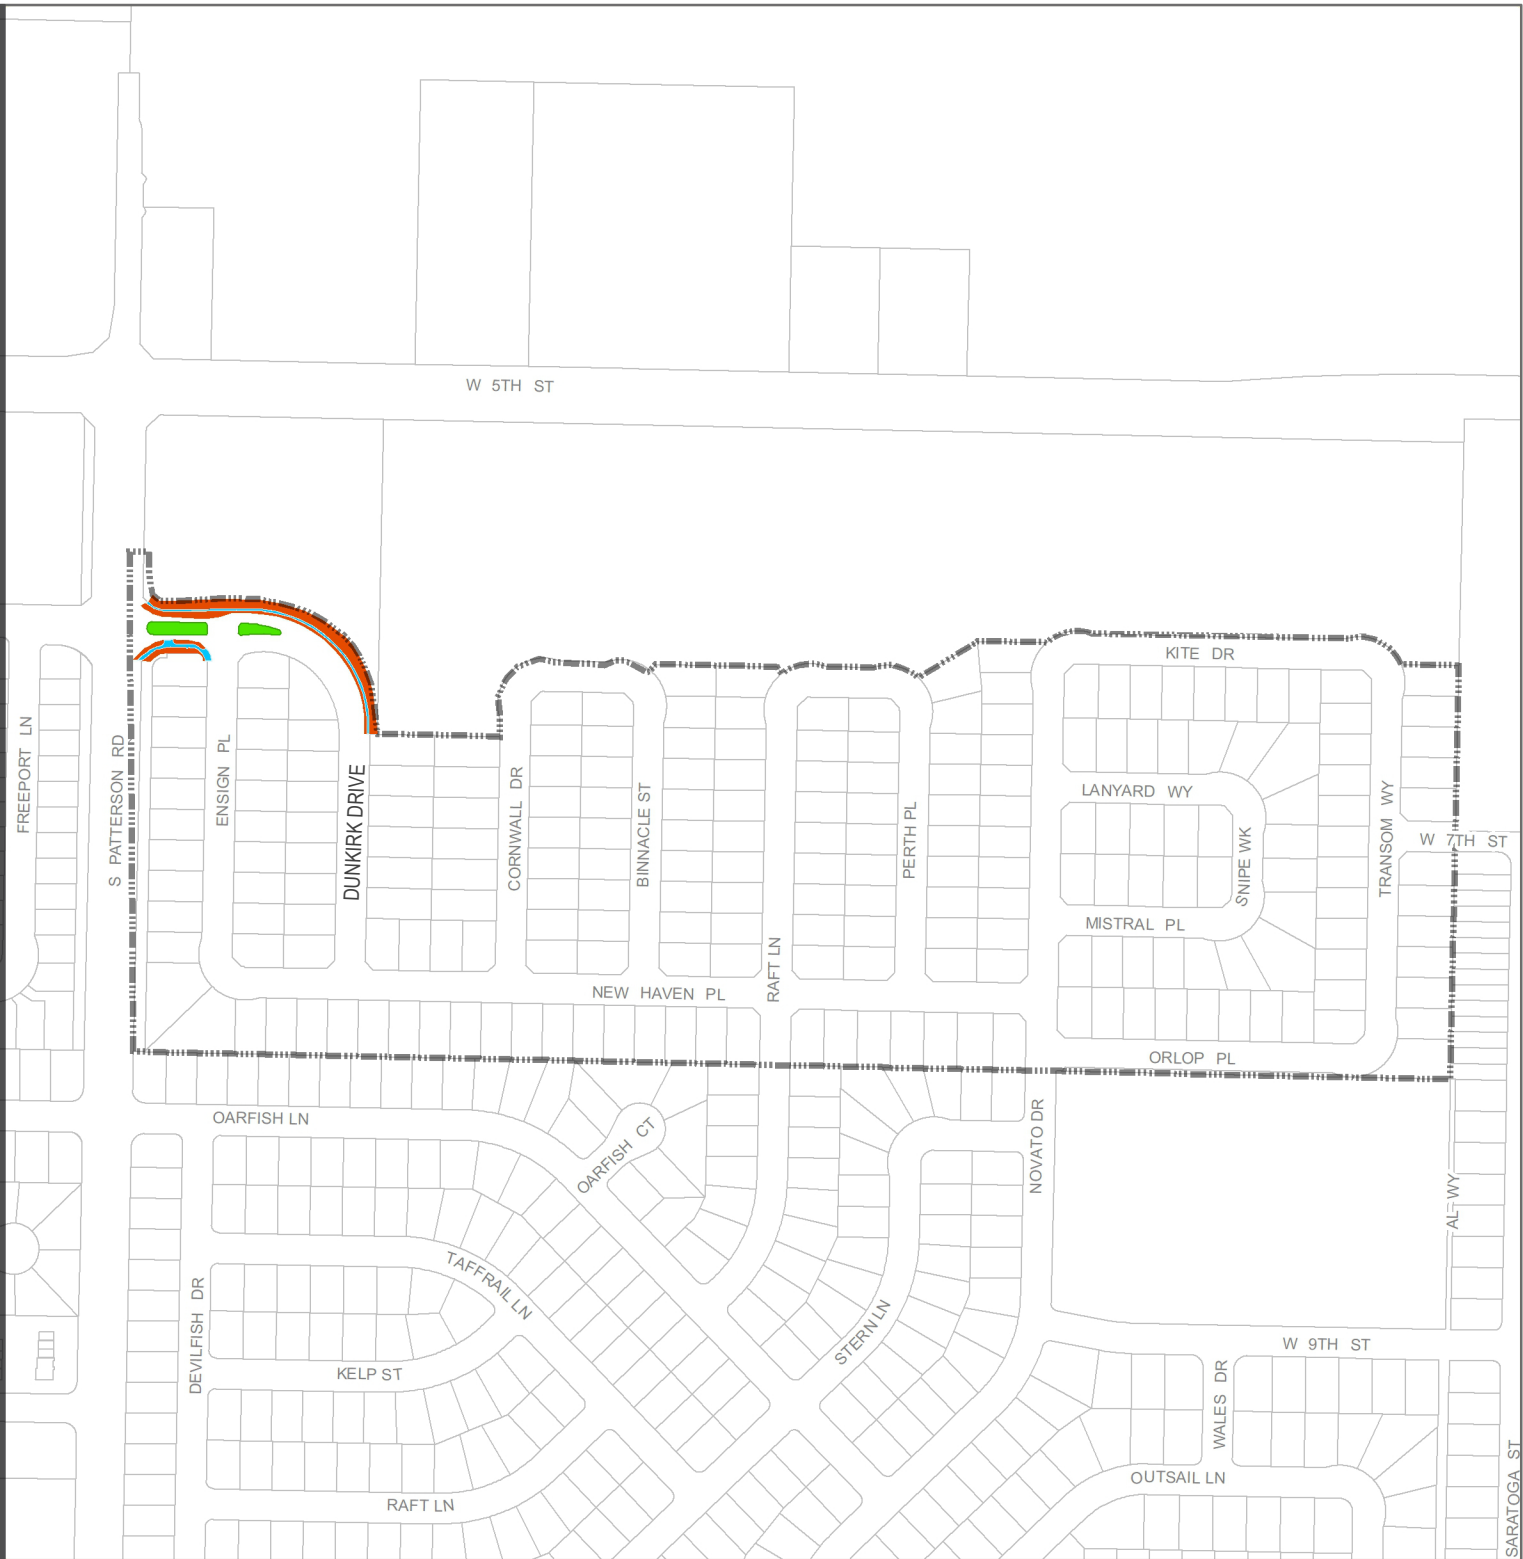 W 5TH ST
KITE DR
FREEPORT LN
S PATTERSON RD
ENSIGN PL
DUNKIRK DRIVE
CORNWALL DR
BINNACLE ST
PERTH PL
LANYARD WY
SNIPE WK
TRANSOM WY
W 7TH ST
MISTRAL PL
RAFT LN
NEW HAVEN PL
ORLOP PL
OARFISH LN
OARFISH CT
NOVATO DR
AL WY
TAFFRAIL LN
DEVILFISH DR
STERN LN
KELP ST
W 9TH ST
WALES DR
OUTSAIL LN
RAFT LN
SARATOGA ST